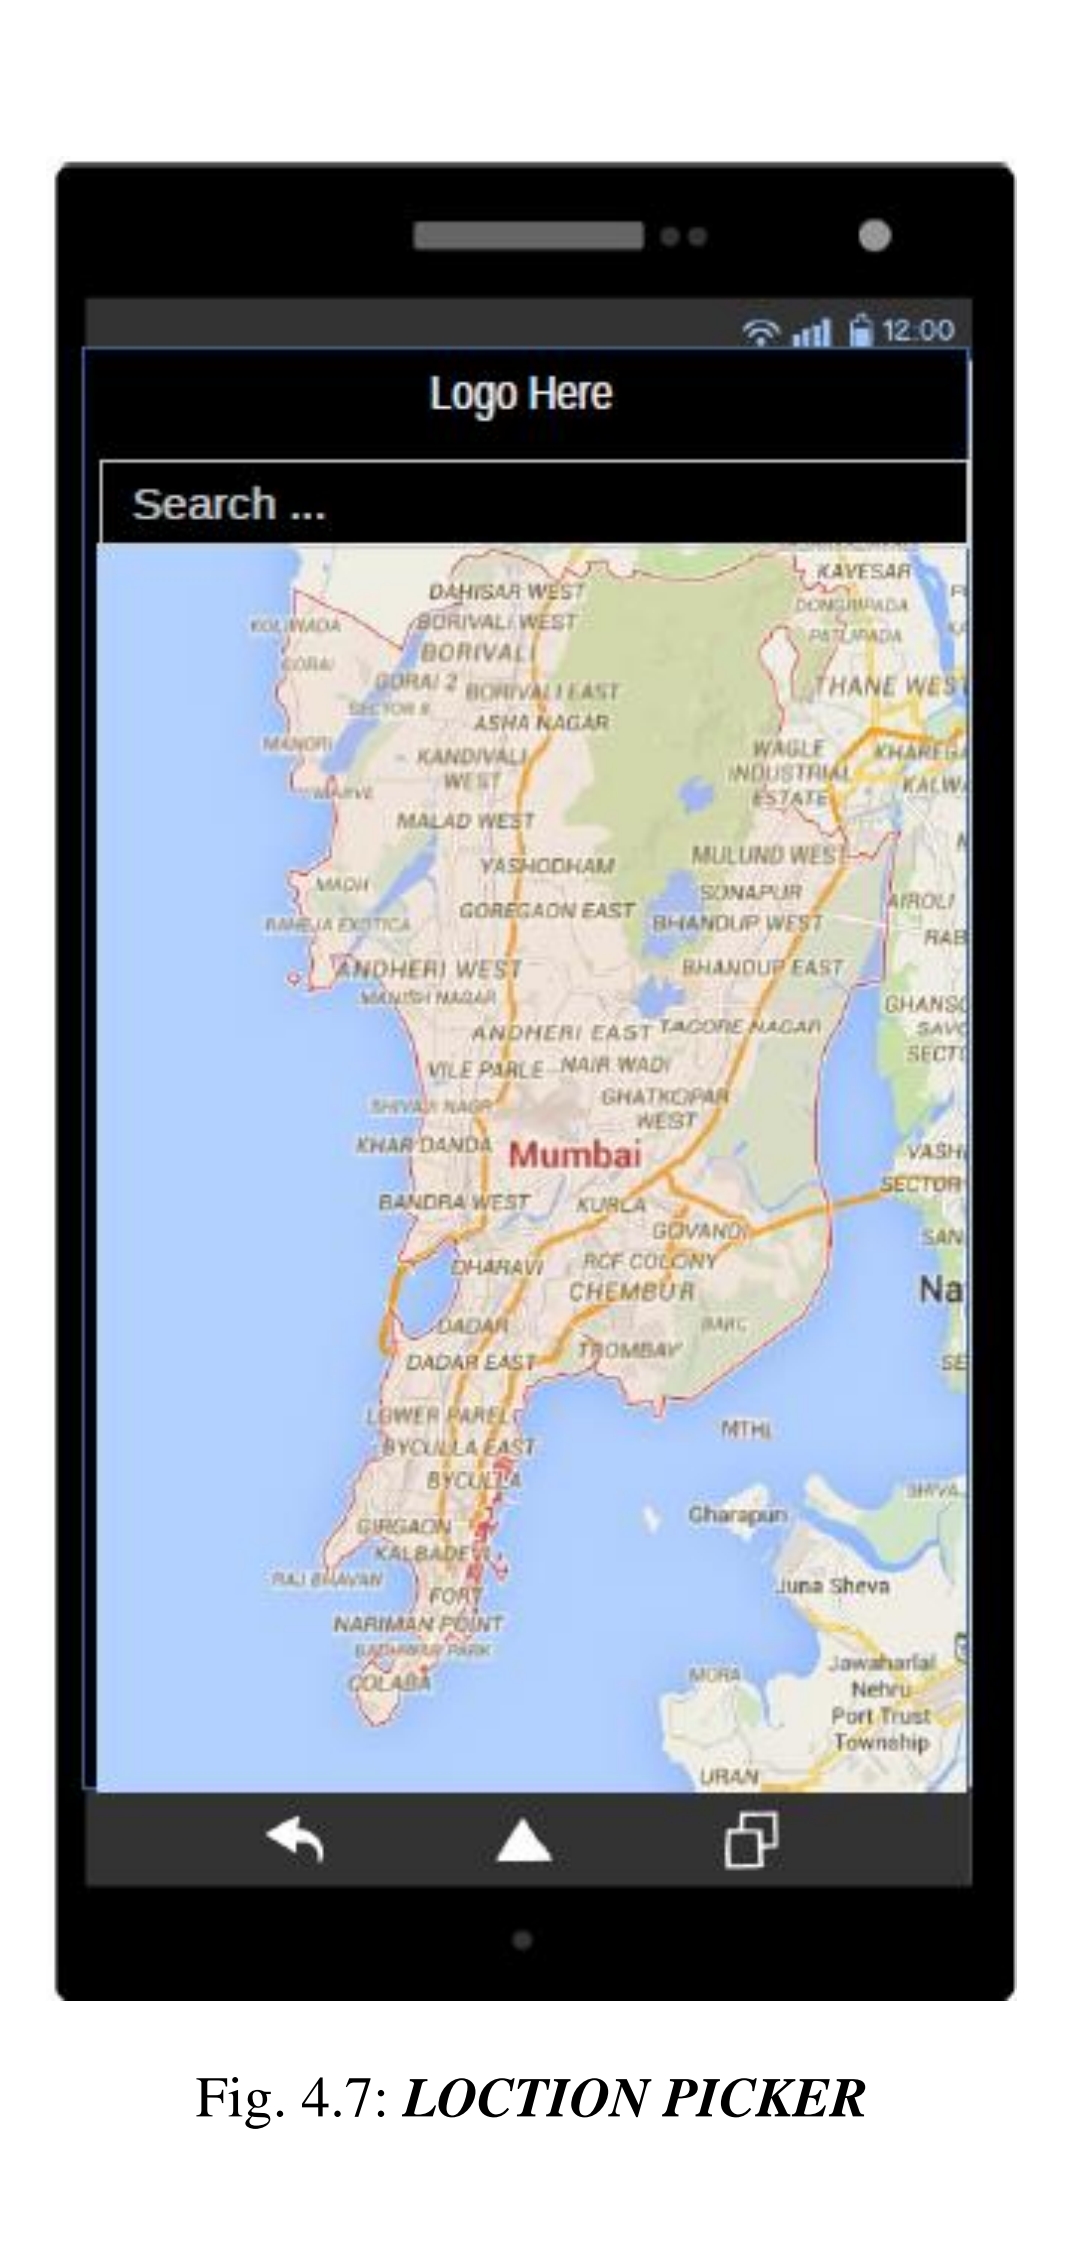 12:00
Logo Here
Search ...
KAVESAR
DAHISAR WEST
DONGRIPADA
BORIVALI WEST
KOLIWADA
PATLIPADA
BORIVALI
GORAI
GORAI 2
THANE WEST
BORIVALI EAST
SECTOR 8
ASHA NAGAR
MANORI
WAGLE
INDUSTRIAL
ESTATE
KHAREGA
KANDIVALI
WEST
KALWA
MARVE
MALAD WEST
MULUND WEST
YASHODHAM
MADH
SONAPUR
AIROLI
GOREGAON EAST
BHANDUP WEST
RAHEJA EXOTICA
RAB
ANDHERI WEST
BHANDUP EAST
MANISH NAGAR
GHANSO
ANDHERI EAST
TAGORE NAGAR
SAVO
SECTO
VILE PARLE
NAIR WADI
SHIVAJI NAGR
GHATKOPAR
WEST
KHAR DANDA
Mumbai
VASHI
SECTOR
BANDRA WEST
KURLA
GOVANDI
SAN
DHARAVI
RCF COLONY
CHEMBUR
Na
DADAR
BARC
TROMBAY
DADAR EAST
SE
LOWER PAREL
MTHL
BYCULLA EAST
BYCULLA
SHIVA
Gharapuri
GIRGAON
KALBADEVI
RAJ BHAVAN
Juna Sheva
FORT
NARIMAN POINT
BADHWAR PARK
COLABA
MORA
Jawaharlal
Nehru
Port Trust
Township
URAN
Fig. 4.7: LOCTION PICKER